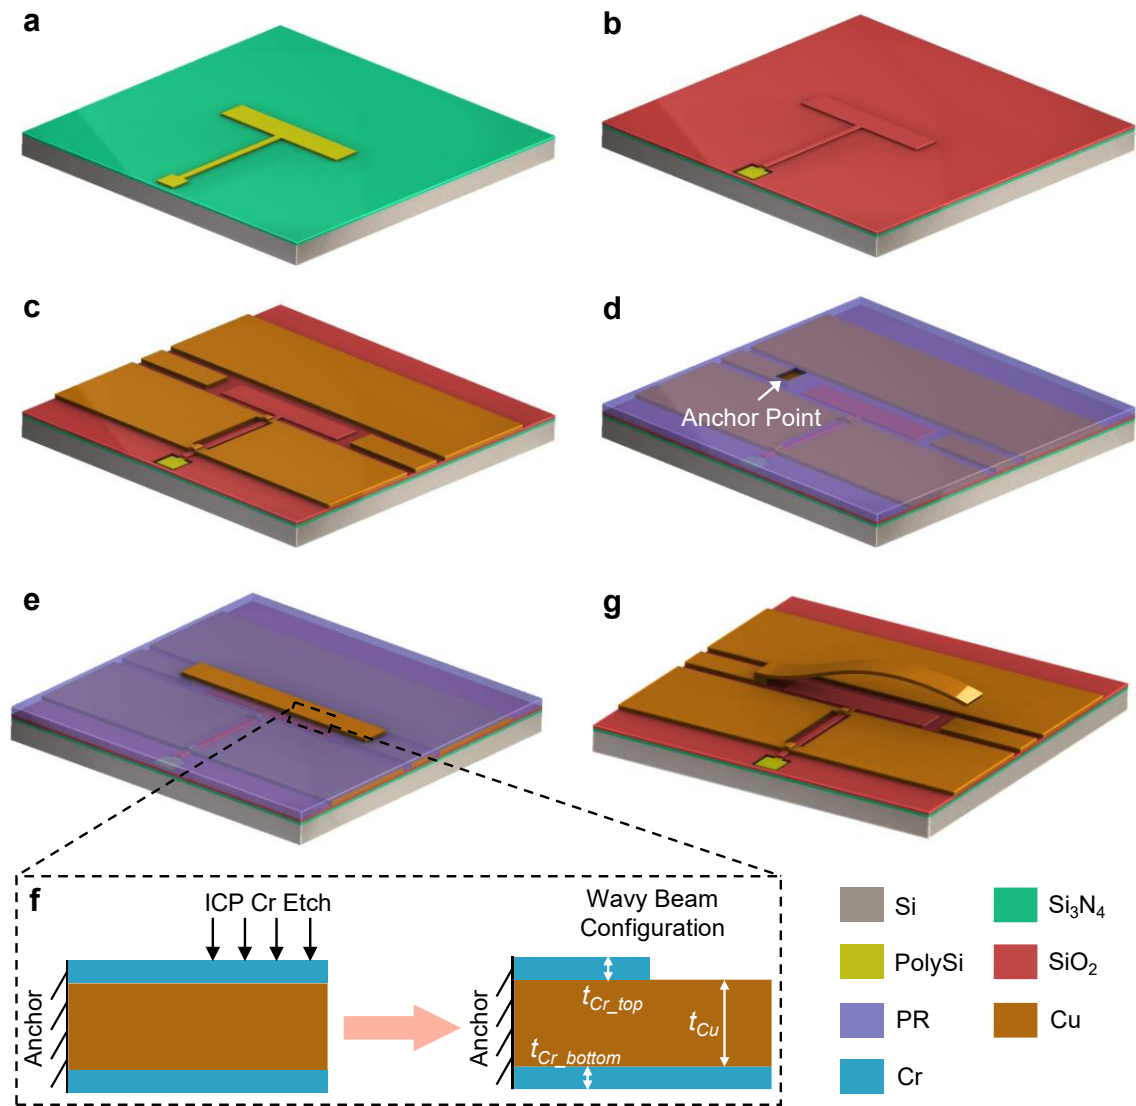 a
b
c
d
Anchor Point
e
g
f
ICP Cr Etch
Anchor
Wavy Beam
Configuration
Anchor
t_Cr_top
t_Cu
t_Cr_bottom
Si
Si₃N₄
PolySi
SiO₂
PR
Cu
Cr